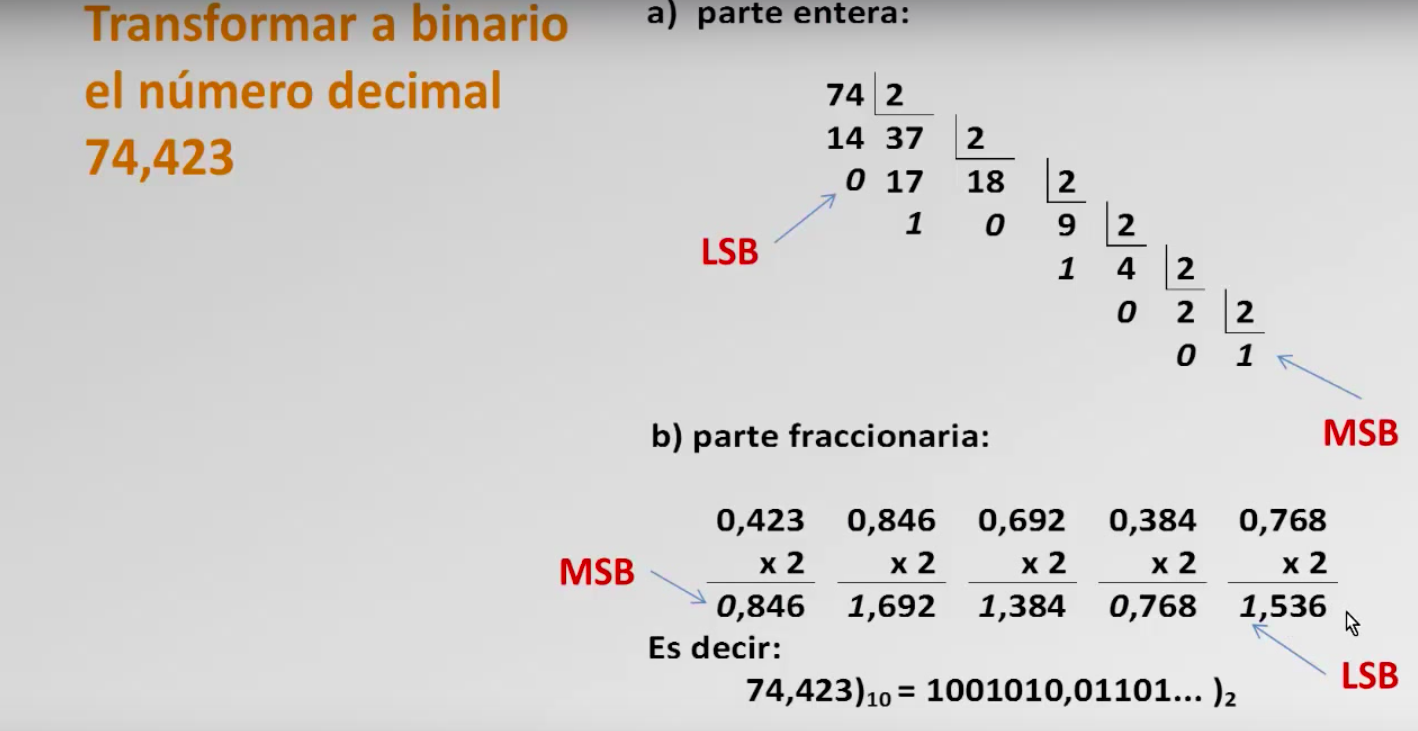 Transformar a binario
el número decimal
74,423
a) parte entera:
74 2
14 37 2
0 17 18 2
1 0 9 2
LSB
1 4 2
0 2 2
0 1
MSB
b) parte fraccionaria:
0,423 0,846 0,692 0,384 0,768
x 2 x 2 x 2 x 2 x 2
MSB
0,846 1,692 1,384 0,768 1,536
Es decir:
LSB
74,423)₁₀ = 1001010,01101... )₂